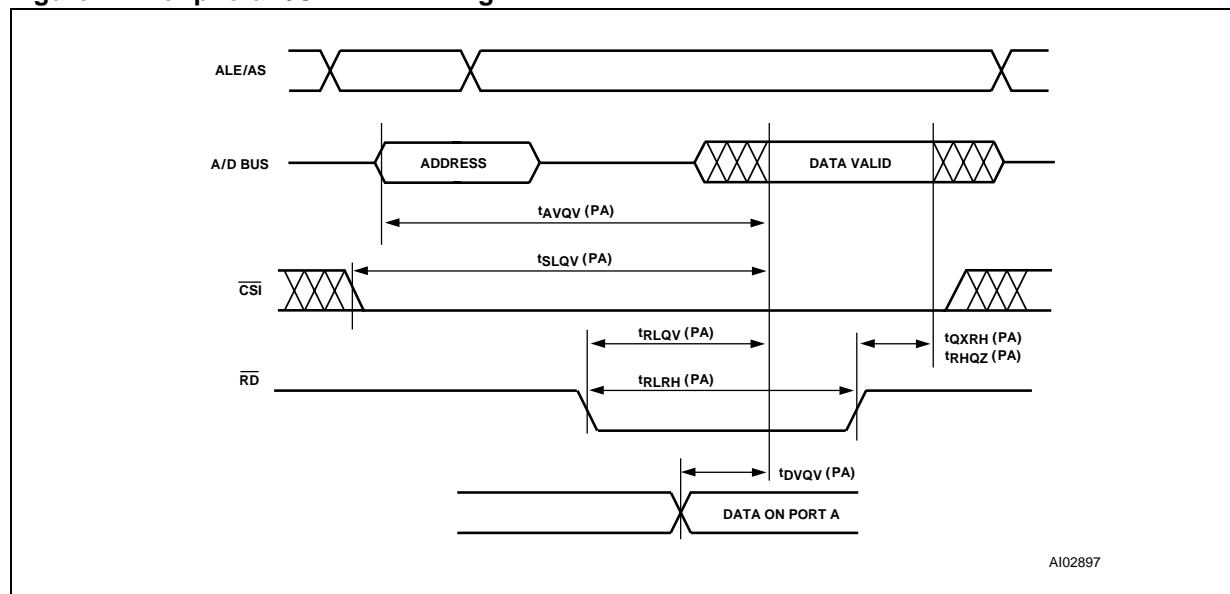 ALE/AS
A/D BUS
ADDRESS
DATA VALID
tAVQV (PA)
tSLQV (PA)
CSI
tRLQV (PA)
tQXRH (PA)
tRHQZ (PA)
RD
tRLRH (PA)
tDVQV (PA)
DATA ON PORT A
AI02897